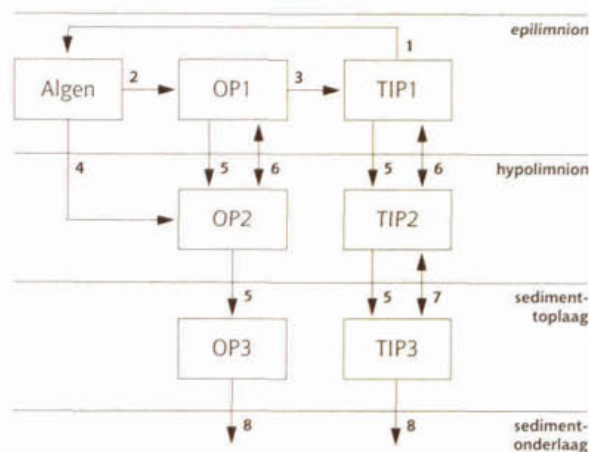 epilimnion
1
Algen
2
OP1
3
TIP1
4
5
6
5
6
hypolimnion
OP2
TIP2
5
5
7
sediment-
toplaag
OP3
TIP3
8
8
sediment-
onderlaag